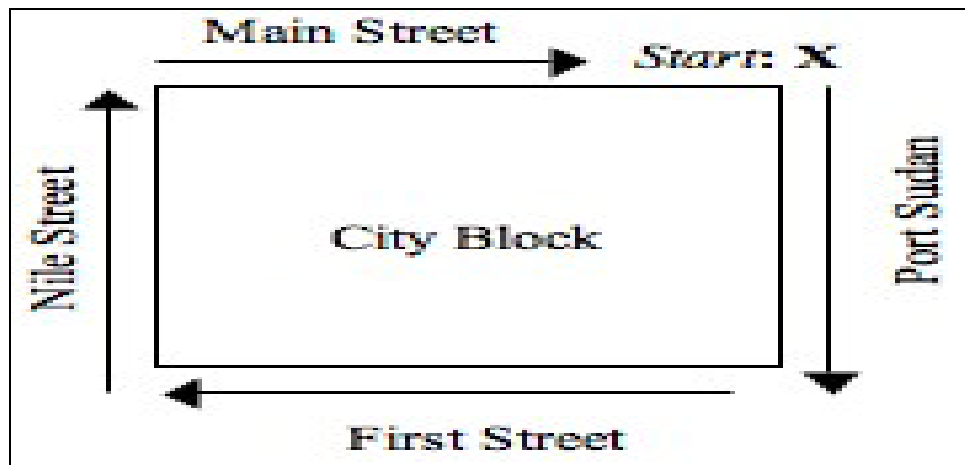 Main Street
Start: X
Nile Street
City Block
Port Sudan
First Street